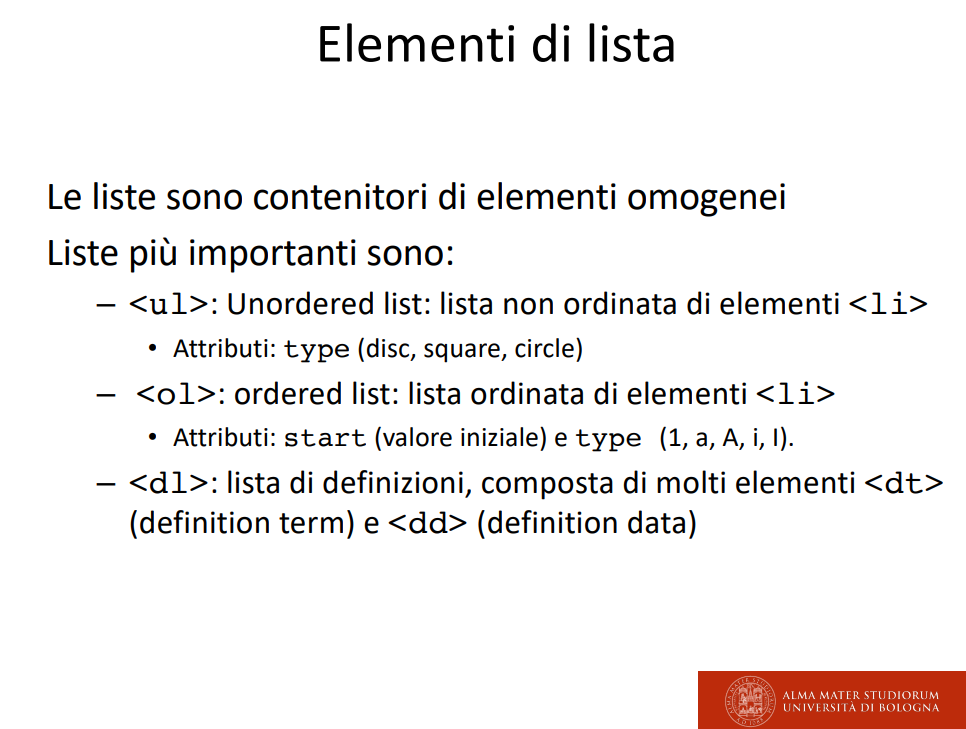 Elementi di lista
Le liste sono contenitori di elementi omogenei
Liste più importanti sono:
– <ul>: Unordered list: lista non ordinata di elementi <li>
• Attributi: type (disc, square, circle)
– <ol>: ordered list: lista ordinata di elementi <li>
• Attributi: start (valore iniziale) e type (1, a, A, i, I).
– <dl>: lista di definizioni, composta di molti elementi <dt>
(definition term) e <dd> (definition data)
ALMA MATER STUDIORUM
UNIVERSITÀ DI BOLOGNA